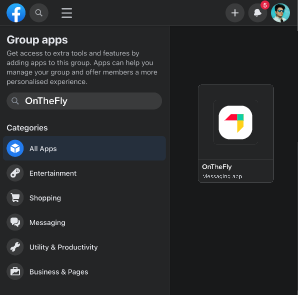 5
Group apps
Get access to extra tools and features by
adding apps to this group. Apps can help you
manage your group and offer members a more
personalised experience.
OnTheFly
Categories
All Apps
Entertainment
Shopping
Messaging
Utility & Productivity
Business & Pages
OnTheFly
Messaging app